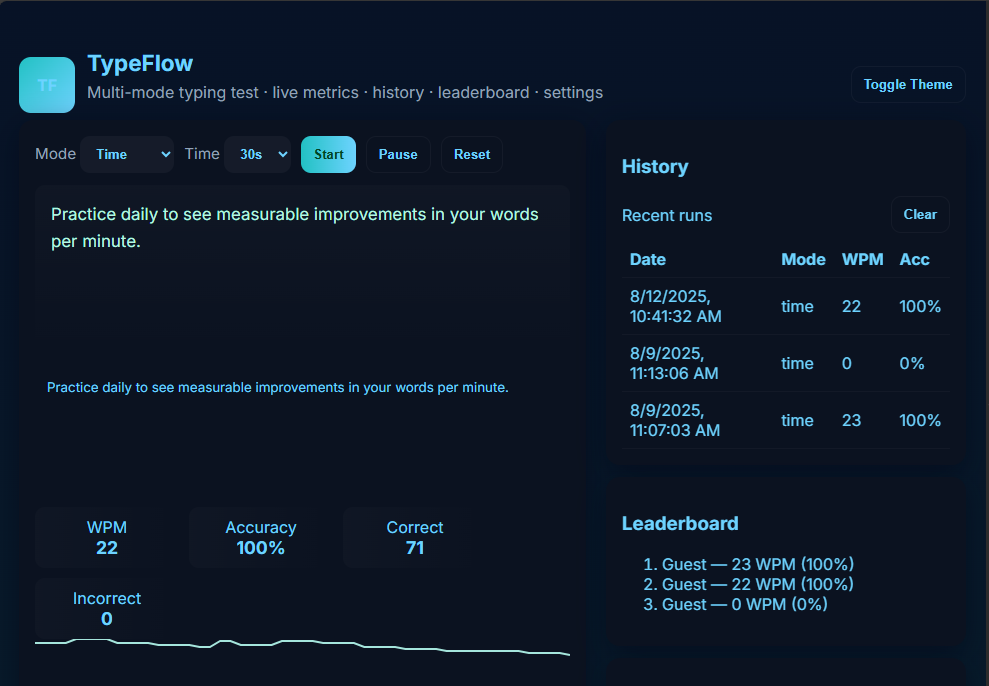 TF
TypeFlow
Multi-mode typing test · live metrics · history · leaderboard · settings
Toggle Theme
Mode Time Time 30s Start Pause Reset
Practice daily to see measurable improvements in your words
per minute.
Practice daily to see measurable improvements in your words per minute.
WPM
22
Accuracy
100%
Correct
71
Incorrect
0
History
Recent runs Clear
Date Mode WPM Acc
8/12/2025,
10:41:32 AM time 22 100%
8/9/2025,
11:13:06 AM time 0 0%
8/9/2025,
11:07:03 AM time 23 100%
Leaderboard
1. Guest — 23 WPM (100%)
2. Guest — 22 WPM (100%)
3. Guest — 0 WPM (0%)